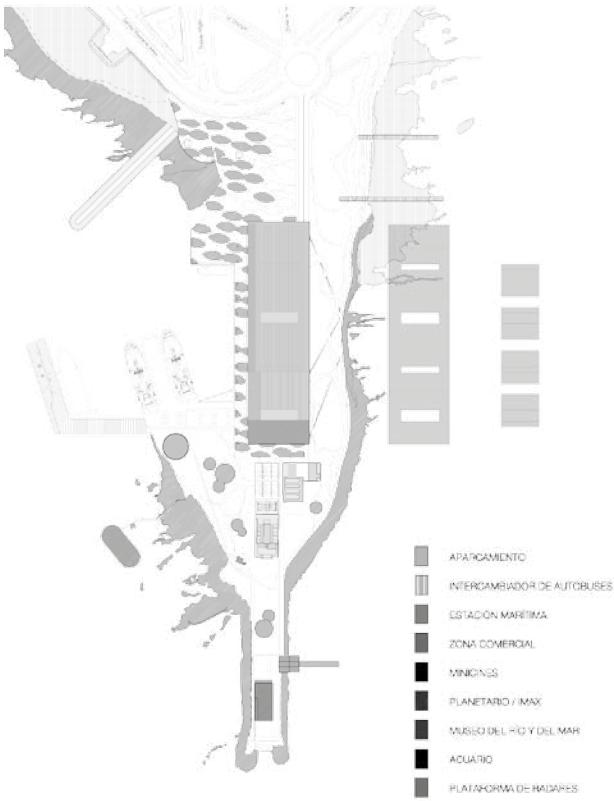 APARCAMIENTO
INTERCAMBIADOR DE AUTOBUSES
ESTACION MARÍTIMA
ZONA COMERCIAL
MINICINES
PLANETARIO / IMAX
MUSEO DEL RÍO Y DEL MAR
ACUARIO
PLATAFORMA DE RADARES